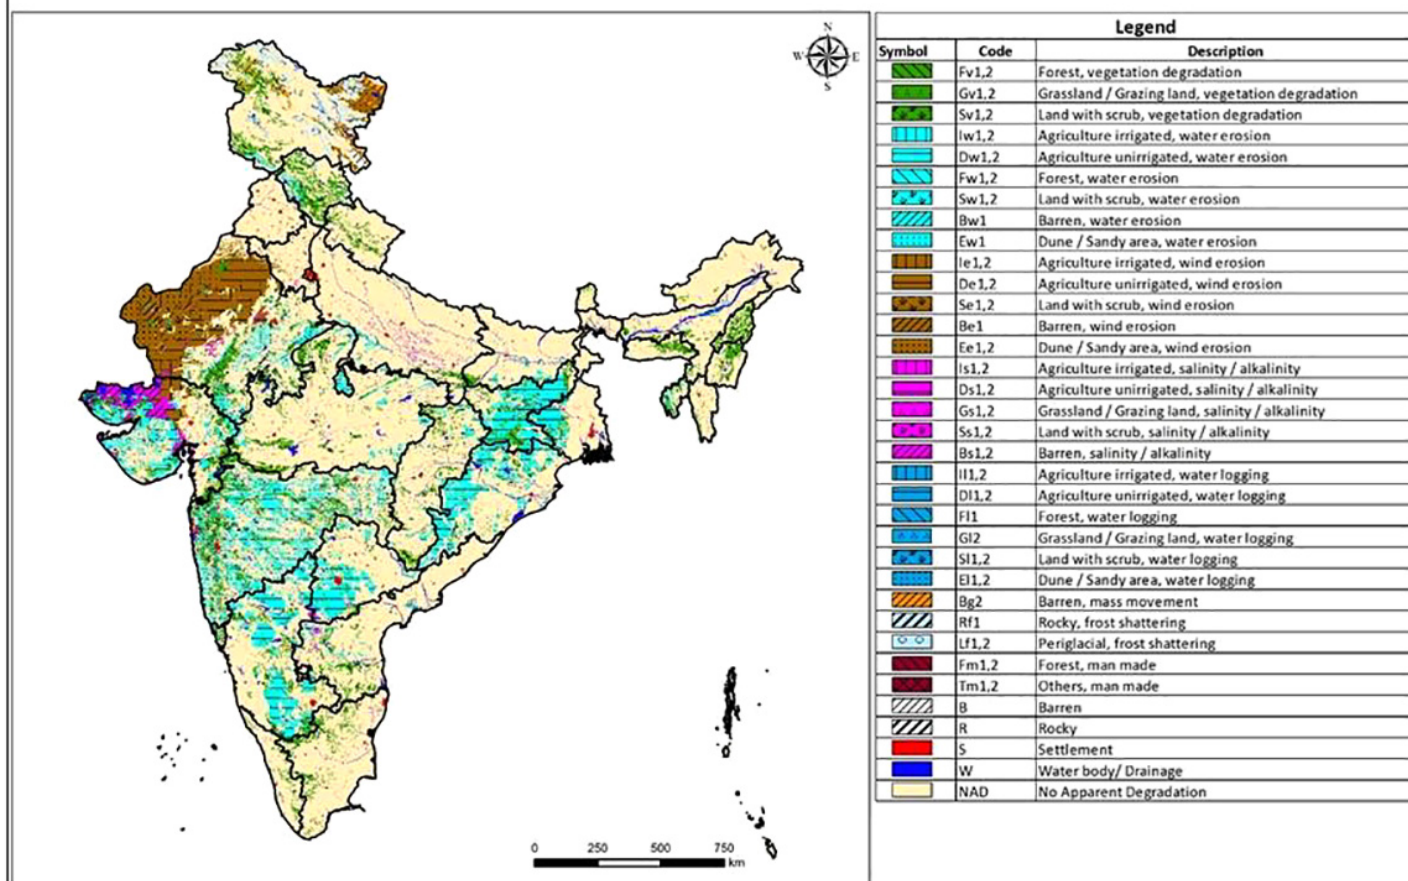 N
W E
S
0 250 500 750
km
Legend
Symbol Code Description
Fv1,2 Forest, vegetation degradation
Gv1,2 Grassland / Grazing land, vegetation degradation
Sv1,2 Land with scrub, vegetation degradation
Iw1,2 Agriculture irrigated, water erosion
Dw1,2 Agriculture unirrigated, water erosion
Fw1,2 Forest, water erosion
Sw1,2 Land with scrub, water erosion
Bw1 Barren, water erosion
Ew1 Dune / Sandy area, water erosion
Ie1,2 Agriculture irrigated, wind erosion
De1,2 Agriculture unirrigated, wind erosion
Se1,2 Land with scrub, wind erosion
Be1 Barren, wind erosion
Ee1,2 Dune / Sandy area, wind erosion
Is1,2 Agriculture irrigated, salinity / alkalinity
Ds1,2 Agriculture unirrigated, salinity / alkalinity
Gs1,2 Grassland / Grazing land, salinity / alkalinity
Ss1,2 Land with scrub, salinity / alkalinity
Bs1,2 Barren, salinity / alkalinity
Il1,2 Agriculture irrigated, water logging
Dl1,2 Agriculture unirrigated, water logging
Fl1 Forest, water logging
Gl2 Grassland / Grazing land, water logging
Sl1,2 Land with scrub, water logging
El1,2 Dune / Sandy area, water logging
Bg2 Barren, mass movement
Rf1 Rocky, frost shattering
Lf1,2 Periglacial, frost shattering
Fm1,2 Forest, man made
Tm1,2 Others, man made
B Barren
R Rocky
S Settlement
W Water body/ Drainage
NAD No Apparent Degradation